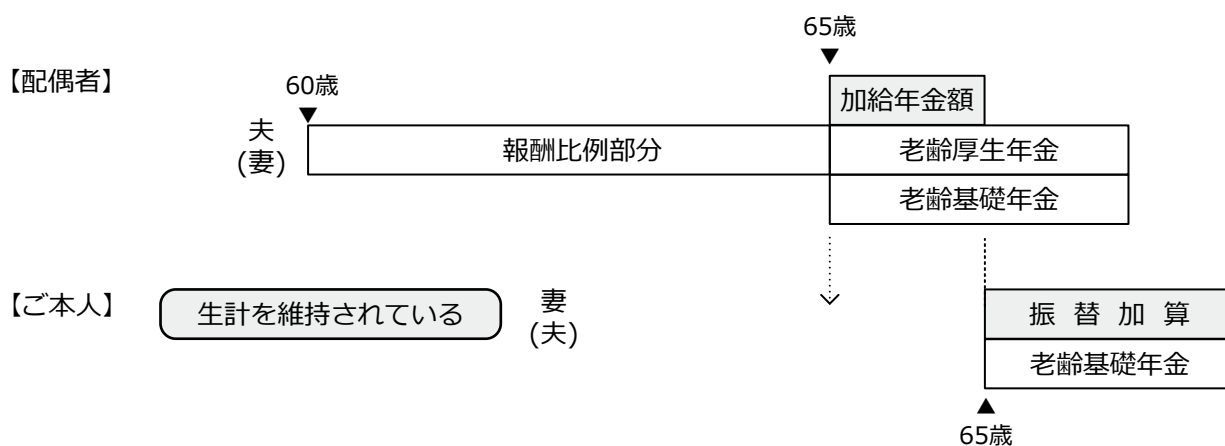 65歳
▼
【配偶者】
60歳
▼
加給年金額
夫
(妻)
報酬比例部分
老齢厚生年金
老齢基礎年金
【ご本人】
生計を維持されている
妻
(夫)
振 替 加 算
老齢基礎年金
▲
65歳